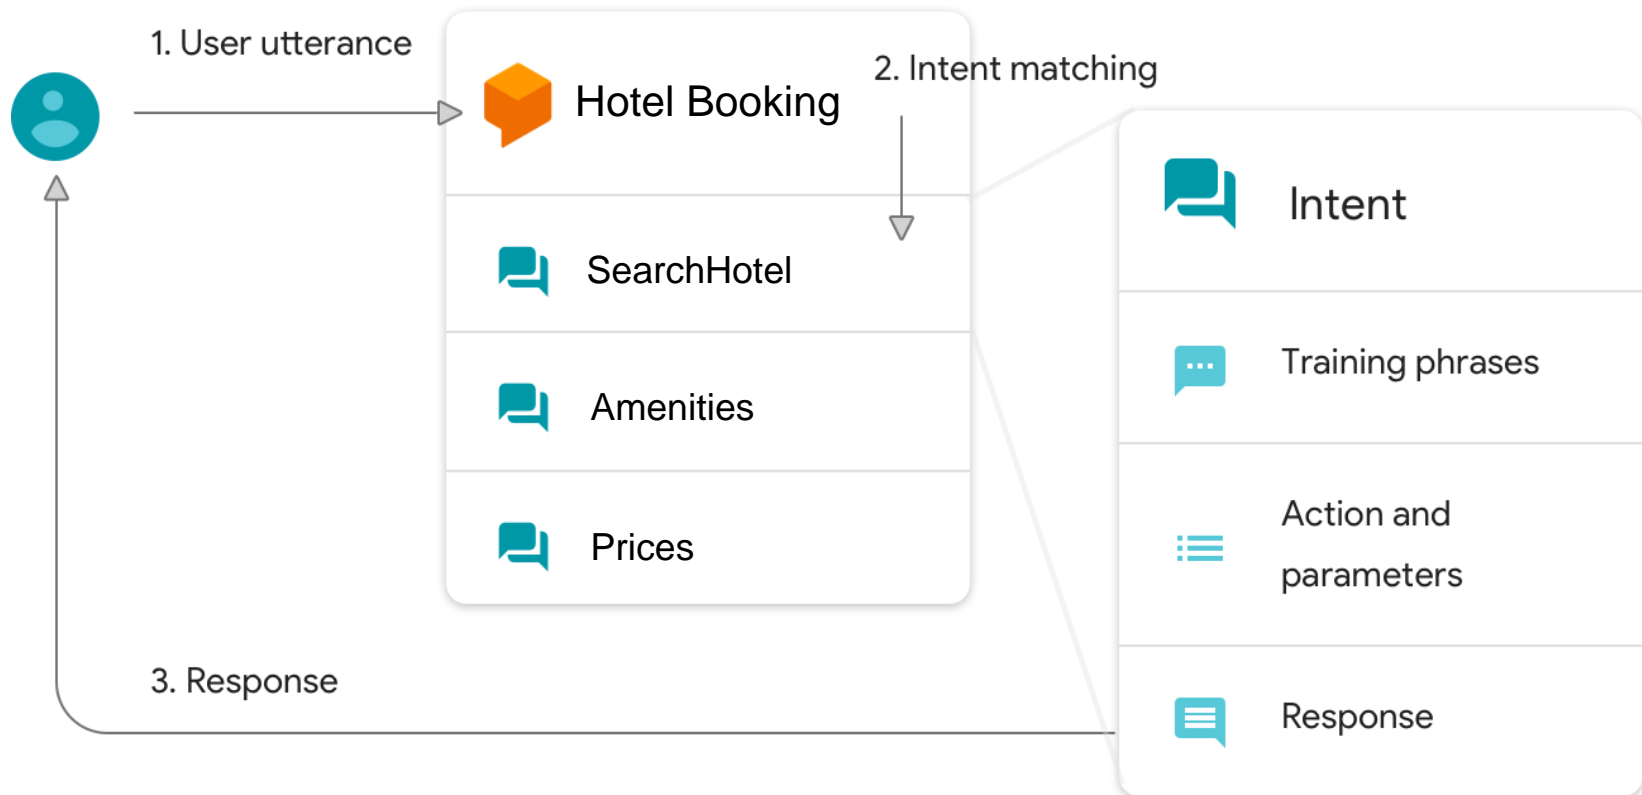 1. User utterance
Hotel Booking
2. Intent matching
SearchHotel
Amenities
Prices
Intent
Training phrases
Action and
parameters
Response
3. Response